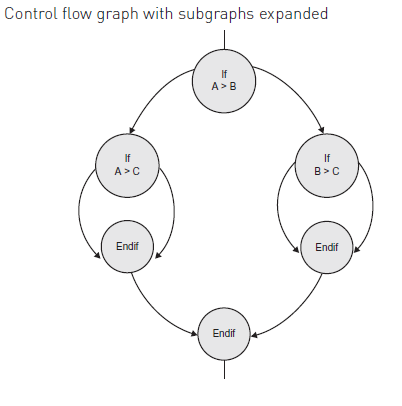 Control flow graph with subgraphs expanded
If
A > B
If
A > C
If
B > C
Endif
Endif
Endif